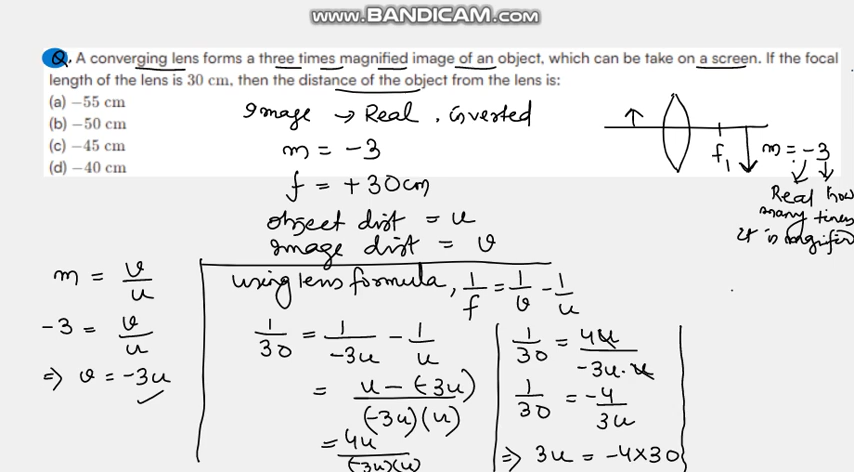 www.BANDICAM.com
Q. A converging lens forms a three times magnified image of an object, which can be take on a screen. If the focal
length of the lens is 30 cm, then the distance of the object from the lens is:
(a) −55 cm
(b) −50 cm
(c) −45 cm
(d) −40 cm
Image → Real, inverted
m = -3
f = +30cm
object dist = u
Image dist = v
f₁
m = -3
Real how
many times
it is magnified
m = v/u
-3 = v/u
⇒ v = -3u
using lens formula, 1/f = 1/v - 1/u
1/30 = 1/-3u - 1/u
= u - (-3u)/(-3u)(u)
= 4u/(-3u)(u)
1/30 = 4u/-3u.u
1/30 = -4/3u
⇒ 3u = -4×30